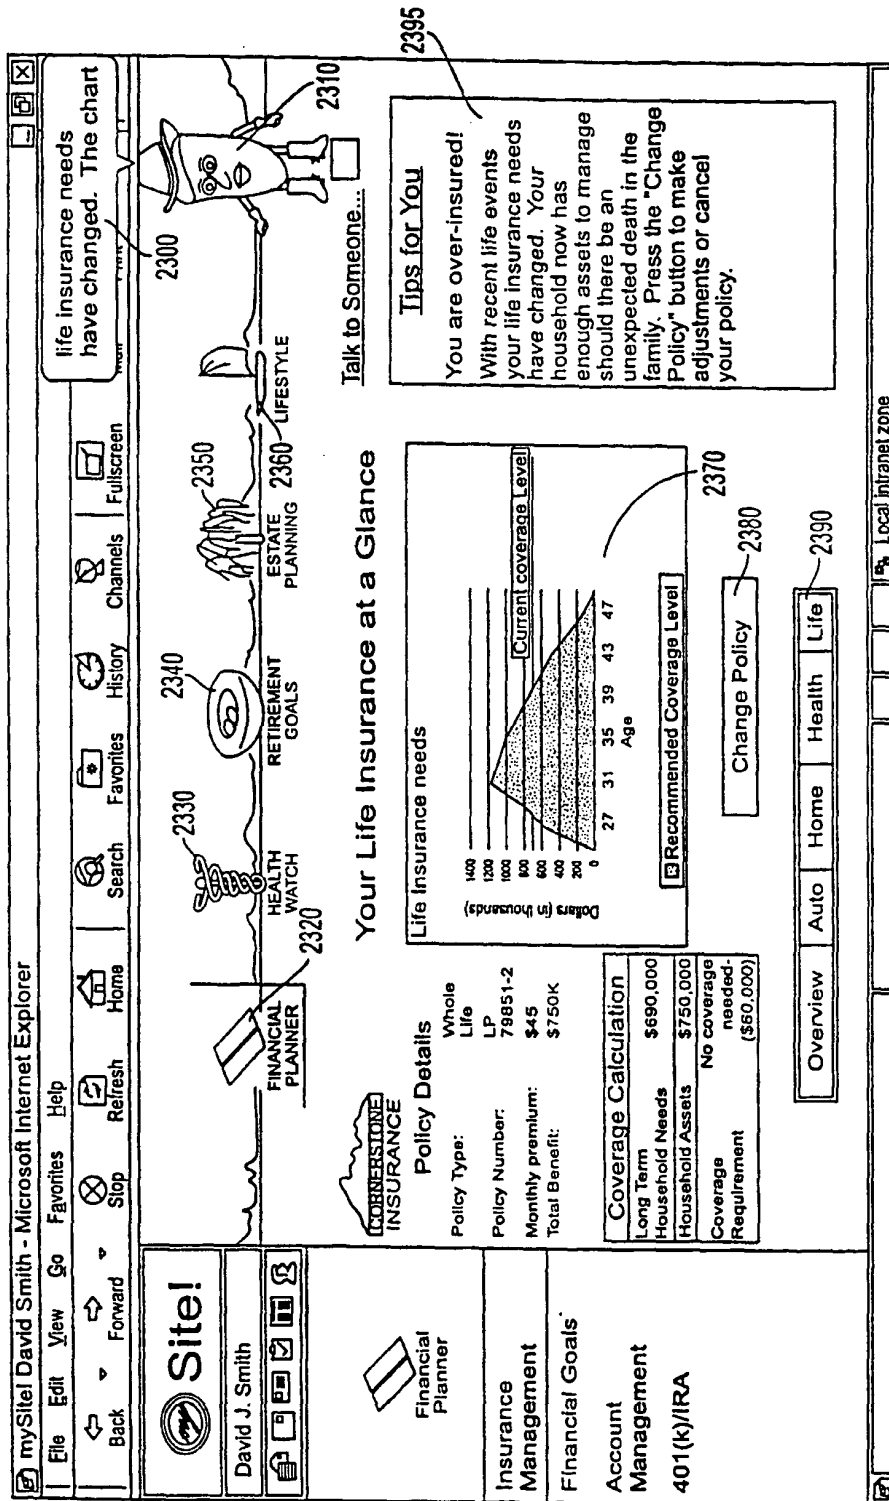 mySite! David Smith - Microsoft Internet Explorer
File Edit View Go Favorites Help
Back Forward Stop Refresh Home Search Favorites History Channels Fullscreen
life insurance needs
have changed. The chart
2300
2310
Site!
David J. Smith
FINANCIAL
PLANNER
2320
HEALTH
WATCH
2330
RETIREMENT
GOALS
2340
ESTATE
PLANNING
2350
LIFESTYLE
2360
Talk to Someone...
Financial
Planner
Insurance
Management
Financial Goals
Account
Management
401(k)/IRA
CORNERSTONE
INSURANCE
Policy Details
Policy Type: Whole
Life
Policy Number: LP
79851-2
Monthly premium: $45
Total Benefit: $750K
Coverage Calculation
Long Term
Household Needs $690,000
Household Assets $750,000
Coverage
Requirement
No coverage
needed-
($60,000)
Your Life Insurance at a Glance
Life Insurance needs
Dollars (in thousands)
1400
1200
1000
800
600
400
200
0
Current coverage Level
27 31 35 39 43 47
Age
Recommended Coverage Level
2370
Change Policy
2380
Overview Auto Home Health Life
2390
Tips for You
You are over-insured!
With recent life events
your life insurance needs
have changed. Your
household now has
enough assets to manage
should there be an
unexpected death in the
family. Press the "Change
Policy" button to make
adjustments or cancel
your policy.
2395
Local intranet zone